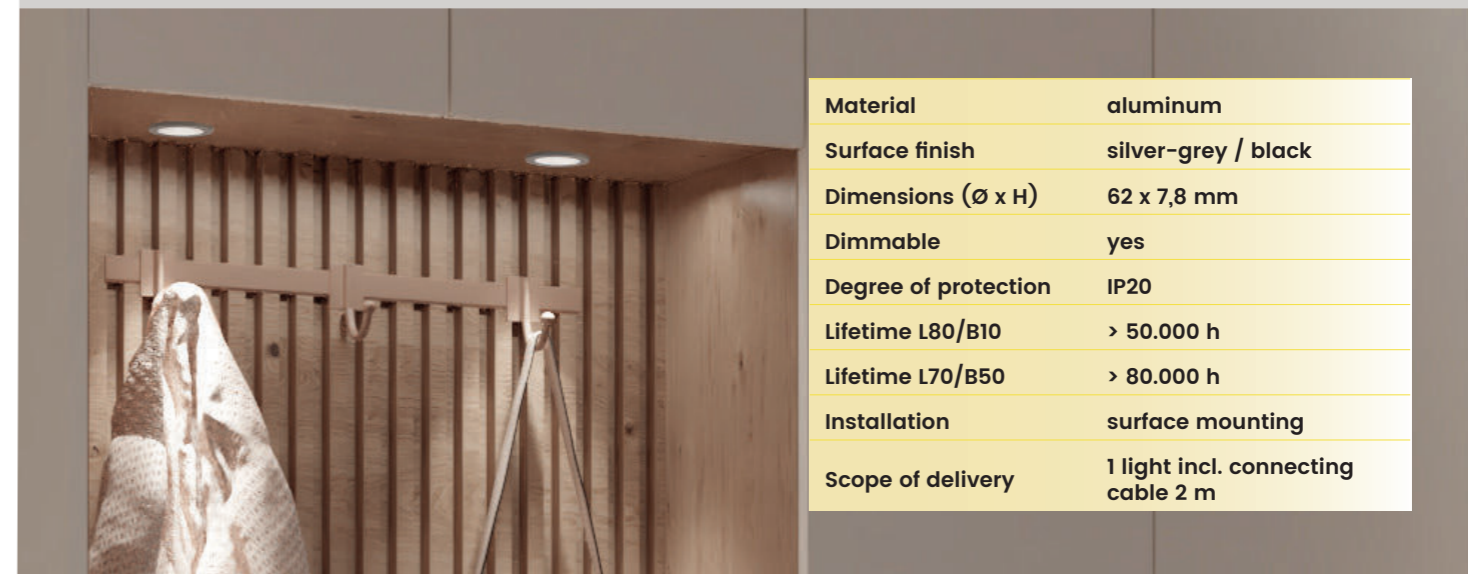 Material aluminum
Surface finish silver-grey / black
Dimensions (Ø x H) 62 x 7,8 mm
Dimmable yes
Degree of protection IP20
Lifetime L80/B10 > 50.000 h
Lifetime L70/B50 > 80.000 h
Installation surface mounting
Scope of delivery 1 light incl. connecting
cable 2 m